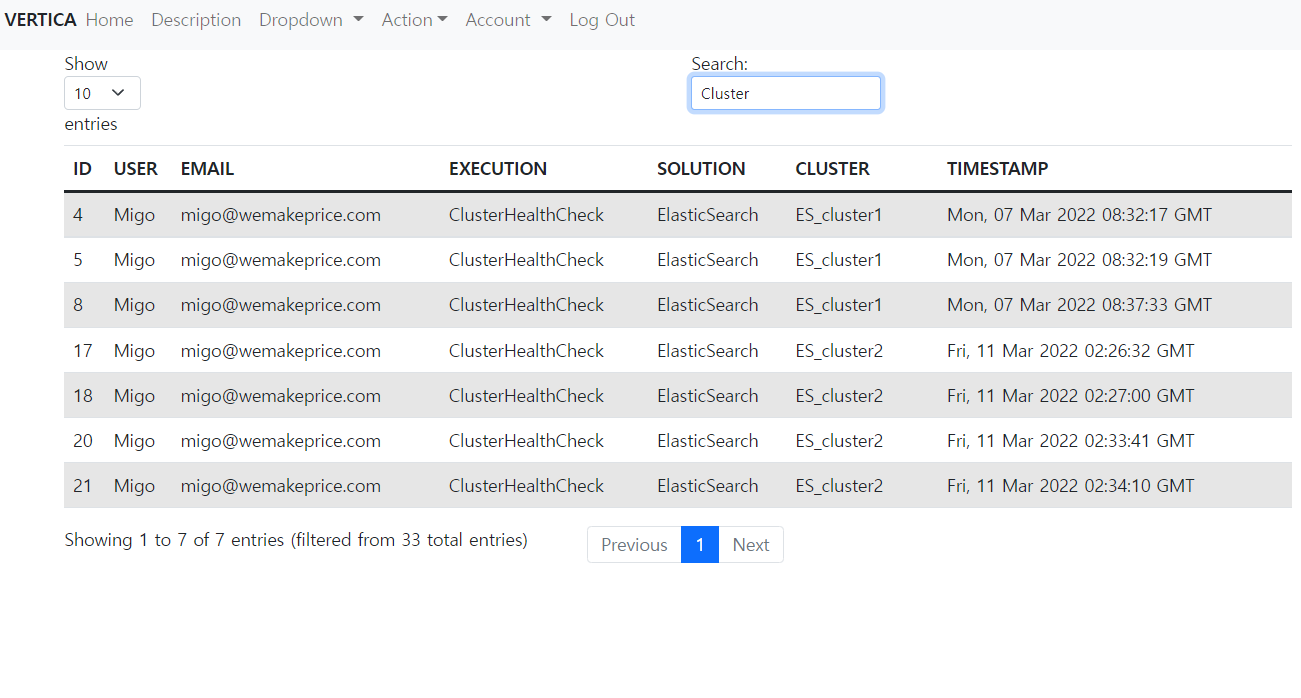 VERTICA Home Description Dropdown Action Account Log Out
Show
10
entries
Search:
Cluster
ID USER EMAIL EXECUTION SOLUTION CLUSTER TIMESTAMP
4 Migo migo@wemakeprice.com ClusterHealthCheck ElasticSearch ES_cluster1 Mon, 07 Mar 2022 08:32:17 GMT
5 Migo migo@wemakeprice.com ClusterHealthCheck ElasticSearch ES_cluster1 Mon, 07 Mar 2022 08:32:19 GMT
8 Migo migo@wemakeprice.com ClusterHealthCheck ElasticSearch ES_cluster1 Mon, 07 Mar 2022 08:37:33 GMT
17 Migo migo@wemakeprice.com ClusterHealthCheck ElasticSearch ES_cluster2 Fri, 11 Mar 2022 02:26:32 GMT
18 Migo migo@wemakeprice.com ClusterHealthCheck ElasticSearch ES_cluster2 Fri, 11 Mar 2022 02:27:00 GMT
20 Migo migo@wemakeprice.com ClusterHealthCheck ElasticSearch ES_cluster2 Fri, 11 Mar 2022 02:33:41 GMT
21 Migo migo@wemakeprice.com ClusterHealthCheck ElasticSearch ES_cluster2 Fri, 11 Mar 2022 02:34:10 GMT
Showing 1 to 7 of 7 entries (filtered from 33 total entries)
Previous 1 Next